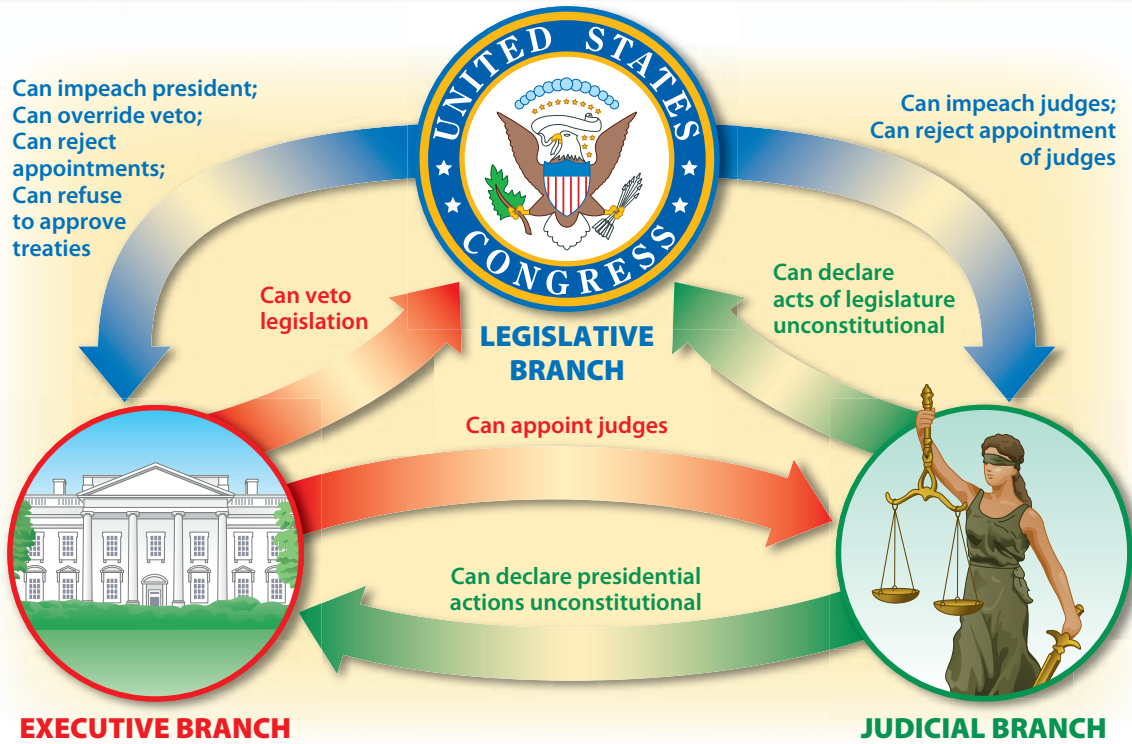 UNITED STATES
CONGRESS
Can impeach president;
Can override veto;
Can reject
appointments;
Can refuse
to approve
treaties
Can impeach judges;
Can reject appointment
of judges
Can veto
legislation
Can declare
acts of legislature
unconstitutional
LEGISLATIVE
BRANCH
Can appoint judges
Can declare presidential
actions unconstitutional
EXECUTIVE BRANCH
JUDICIAL BRANCH